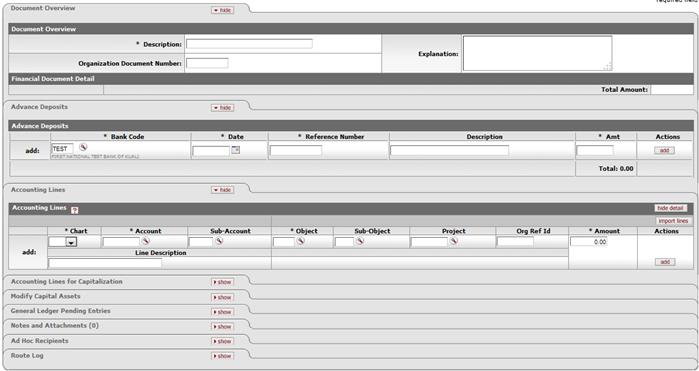 required field
Document Overview hide
Document Overview
* Description: Explanation:
Organization Document Number:
Financial Document Detail
Total Amount:
Advance Deposits hide
Advance Deposits
* Bank Code * Date * Reference Number Description * Amt Actions
add: TEST add
FIRST NATIONAL TEST BANK OF KUALI
Total: 0.00
Accounting Lines hide
Accounting Lines ? hide detail
import lines
* Chart * Account Sub-Account * Object Sub-Object Project Org Ref Id * Amount Actions
add: 0.00 add
Line Description
Accounting Lines for Capitalization show
Modify Capital Assets show
General Ledger Pending Entries show
Notes and Attachments (0) show
Ad Hoc Recipients show
Route Log show